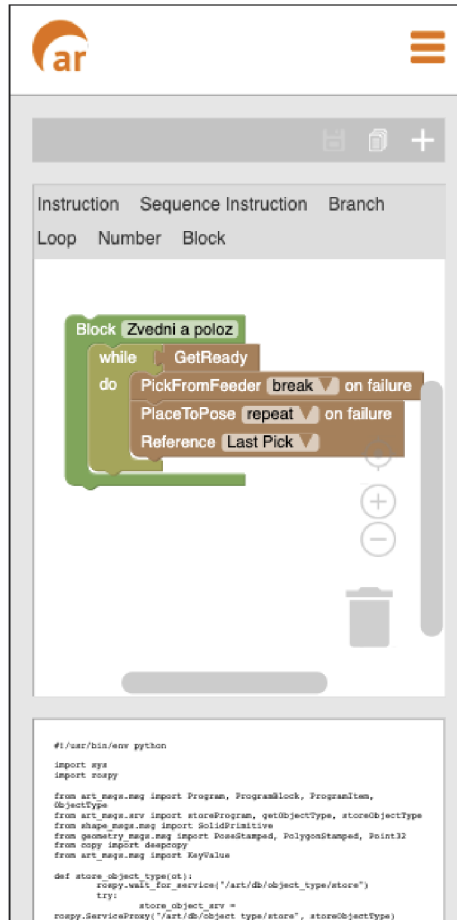 ar
Instruction Sequence Instruction Branch
Loop Number Block
Block Zvedni a poloz
while GetReady
do PickFromFeeder break on failure
PlaceToPose repeat on failure
Reference Last Pick
#!/usr/bin/env python
import sys
import rospy
from art_msgs.msg import Program, ProgramBlock, ProgramItem,
ObjectType
from art_msgs.srv import storeProgram, getObjectType, storeObjectType
from shape_msgs.msg import SolidPrimitive
from geometry_msgs.msg import PoseStamped, PolygonStamped, Point32
from copy import deepcopy
from art_msgs.msg import KeyValue
def store_object_type(ot):
rospy.wait_for_service("/art/db/object_type/store")
try:
store_object_srv =
rospy.ServiceProxy("/art/db/object_type/store", storeObjectType)